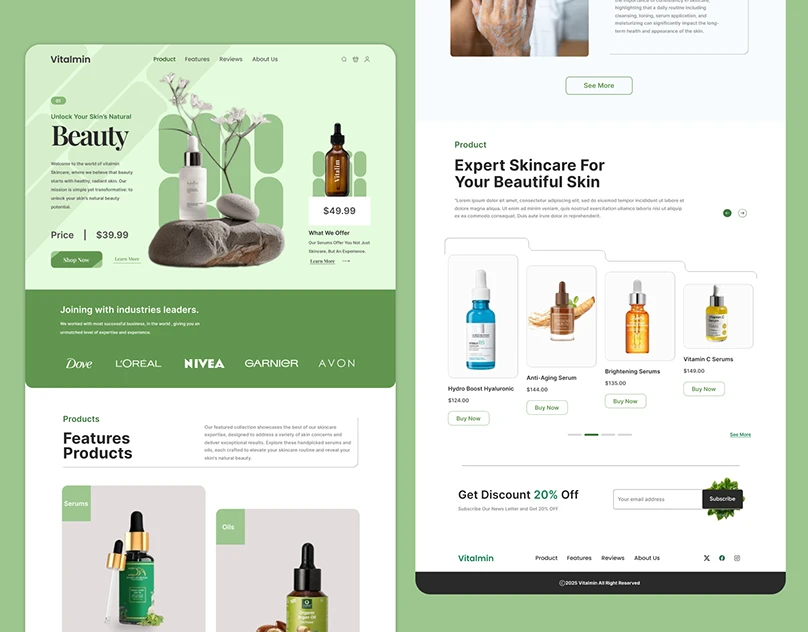 Vitalmin
Product Features Reviews About Us
01
Unlock Your Skin's Natural
Beauty
Welcome to the world of vitalmin
Skincare, where we believe that beauty
starts with healthy, radiant skin. Our
mission is simple yet transformative: to
unlock your skin's natural beauty
potential.
Price | $39.99
Shop Now Learn More
Vitalin
$49.99
What We Offer
Our Serums Offer You Not Just
Skincare, But An Experience.
Learn More
Joining with industries leaders.
We worked with most successful business, in the world , giving you an
unmatched level of expertise and experience.
Dove L'ORÉAL NIVEA GARNIER AVON
Products
Features
Products
Our featured collection showcases the best of our skincare
expertise, designed to address a variety of skin concerns and
deliver exceptional results. Explore these handpicked serums and
oils, each crafted to elevate your skincare routine and reveal your
skin's natural beauty
Serums
Oils
Organic
Argan Oil
highlighting that a daily routine including
cleansing, toning, serum application, and
moisturizing can significantly impact the long-
term health and appearance of the skin.
See More
Product
Expert Skincare For
Your Beautiful Skin
"Lorem ipsum dolor sit amet, consectetur adipiscing elit, sed do eiusmod tempor incididunt ut labore et
dolore magna aliqua. Ut enim ad minim veniam, quis nostrud exercitation ullamco laboris nisi ut aliquip
ex ea commodo consequat. Duis aute irure dolor in reprehenderit.
Hydro Boost Hyaluronic
$124.00
Buy Now
Anti-Aging Serum
$144.00
Buy Now
Brightening Serums
$135.00
Buy Now
Vitamin C Serums
$149.00
Buy Now
See More
Get Discount 20% Off
Subscribe Our News Letter and Get 20% OFF
Your email address
Subscribe
Vitalmin
Product Features Reviews About Us
©2025 Vitalmin All Right Reserved